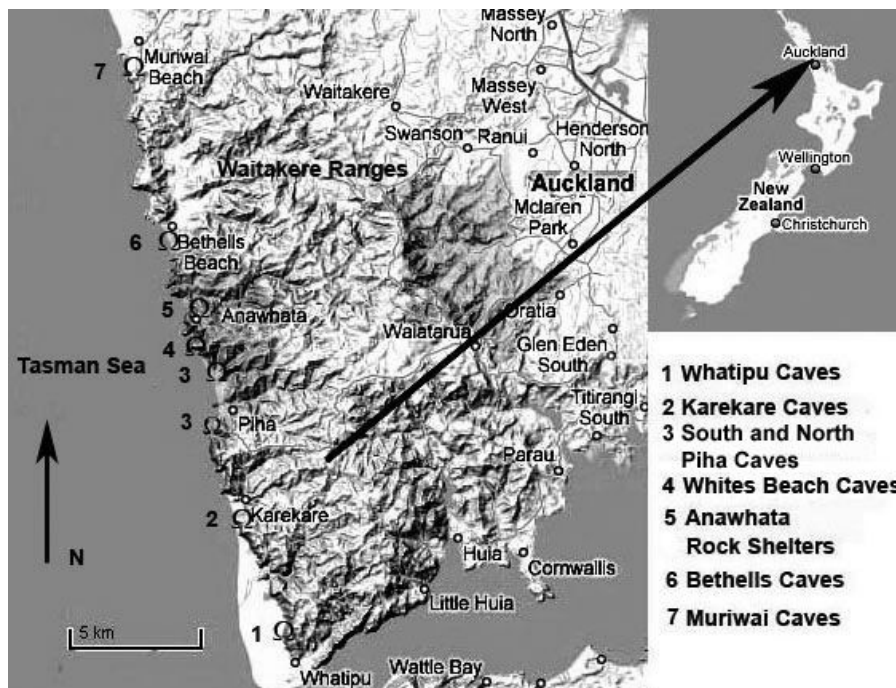 Massey
North
7
Muriwai
Beach
Massey
West
Waitakere
Swanson
Ranui
Henderson
North
Waitakere Ranges
Auckland
Mclaren
Park
6
Bethells
Beach
5
Anawhata
Oratia
4
Waiatarua
Glen Eden
South
Tasman Sea
3
Titirangi
South
3
Piha
Parau
2
Karekare
N
Huia
Cornwallis
Little Huia
5 km
1
Whatipu
Wattle Bay
Auckland
Wellington
New
Zealand
Christchurch
1 Whatipu Caves
2 Karekare Caves
3 South and North
Piha Caves
4 Whites Beach Caves
5 Anawhata
Rock Shelters
6 Bethells Caves
7 Muriwai Caves